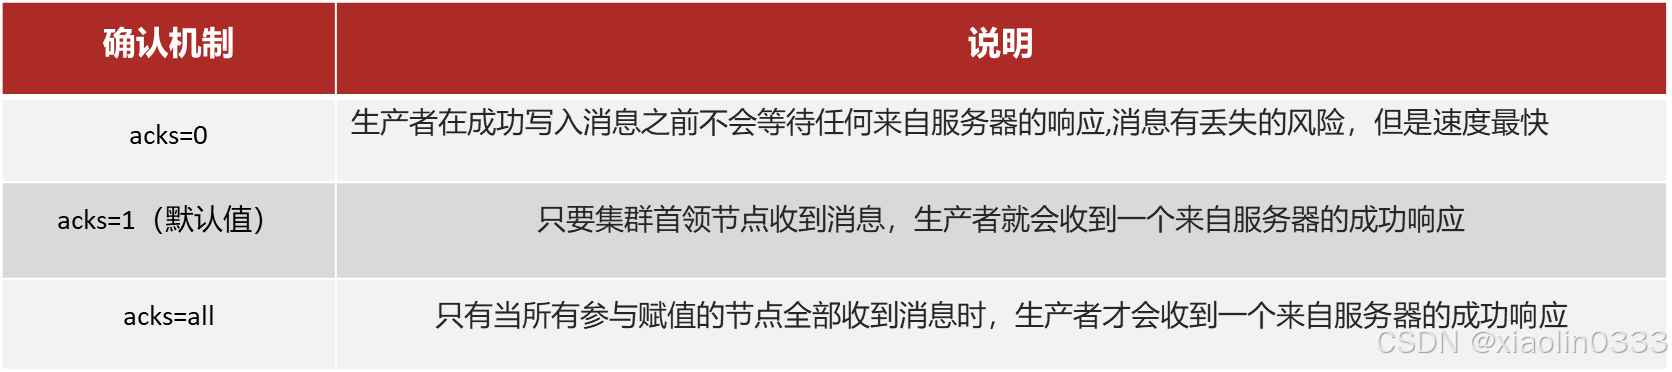 确认机制
说明
acks=0
生产者在成功写入消息之前不会等待任何来自服务器的响应,消息有丢失的风险，但是速度最快
acks=1（默认值）
只要集群首领节点收到消息，生产者就会收到一个来自服务器的成功响应
acks=all
只有当所有参与赋值的节点全部收到消息时，生产者才会收到一个来自服务器的成功响应
CSDN @xiaolin0333